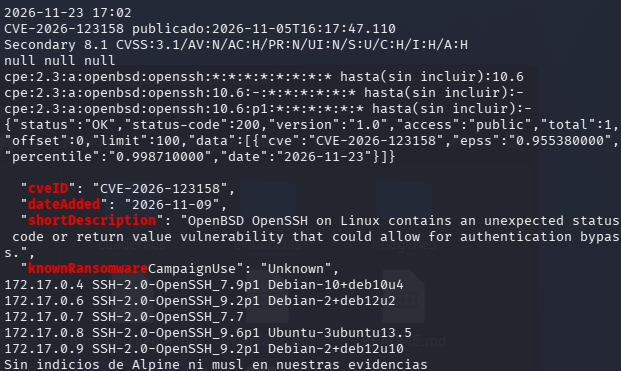 2026-11-23 17:02
CVE-2026-123158 publicado:2026-11-05T16:17:47.110
Secondary 8.1 CVSS:3.1/AV:N/AC:H/PR:N/UI:N/S:U/C:H/I:H/A:H
null null null
cpe:2.3:a:openbsd:openssh:*:*:*:*:*:*:*:* hasta(sin incluir):10.6
cpe:2.3:a:openbsd:openssh:10.6:-:*:*:*:*:*:* hasta(sin incluir):-
cpe:2.3:a:openbsd:openssh:10.6:p1:*:*:*:*:*:* hasta(sin incluir):-
{"status":"OK","status-code":200,"version":"1.0","access":"public","total":1,
"offset":0,"limit":100,"data":[{"cve":"CVE-2026-123158","epss":"0.955380000",
"percentile":"0.998710000","date":"2026-11-23"}]}
"cveID": "CVE-2026-123158",
"dateAdded": "2026-11-09",
"shortDescription": "OpenBSD OpenSSH on Linux contains an unexpected status
code or return value vulnerability that could allow for authentication bypas
s.",
"knownRansomwareCampaignUse": "Unknown",
172.17.0.4 SSH-2.0-OpenSSH_7.9p1 Debian-10+deb10u4
172.17.0.6 SSH-2.0-OpenSSH_9.2p1 Debian-2+deb12u2
172.17.0.7 SSH-2.0-OpenSSH_7.7
172.17.0.8 SSH-2.0-OpenSSH_9.6p1 Ubuntu-3ubuntu13.5
172.17.0.9 SSH-2.0-OpenSSH_9.2p1 Debian-2+deb12u10
Sin indicios de Alpine ni musl en nuestras evidencias